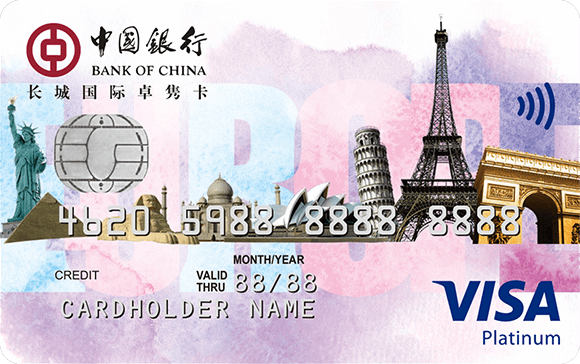 中國銀行
BANK OF CHINA
长城国际卓隽卡
4620 5988 8888 8888
MONTH/YEAR
CREDIT VALID THRU 88/88
CARDHOLDER NAME
VISA
Platinum